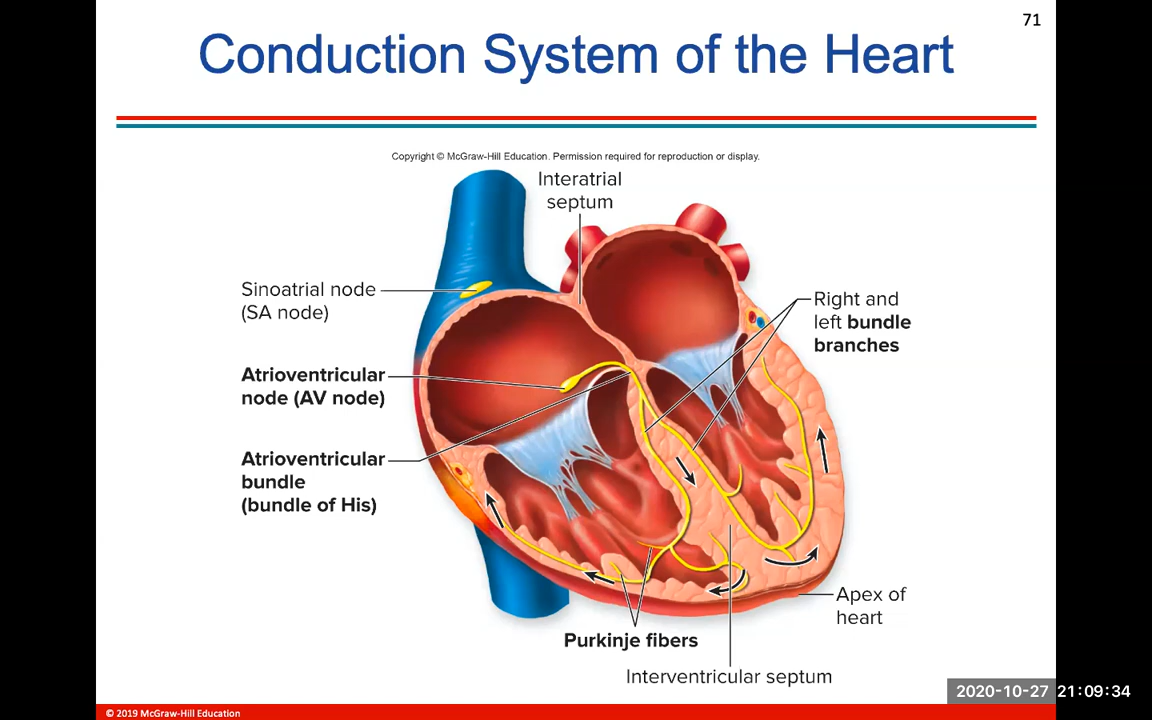 71
Conduction System of the Heart
Copyright © McGraw-Hill Education. Permission required for reproduction or display.
Interatrial
septum
Sinoatrial node
(SA node)
Right and
left bundle
branches
Atrioventricular
node (AV node)
Atrioventricular
bundle
(bundle of His)
Apex of
heart
Purkinje fibers
Interventricular septum
2020-10-27 21:09:34
© 2019 McGraw-Hill Education